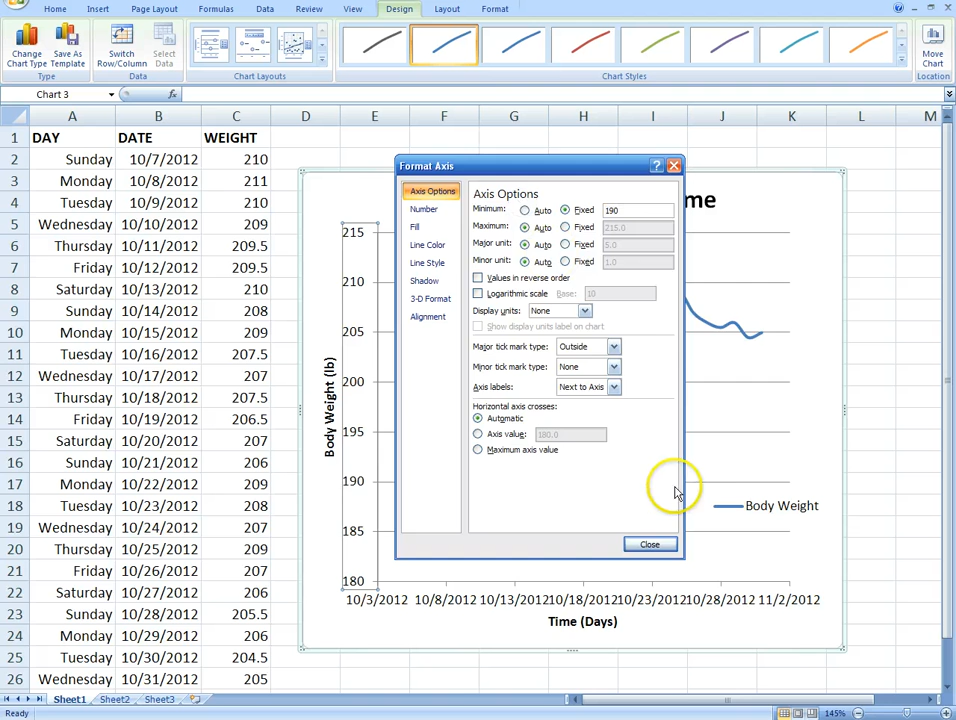 Home Insert Page Layout Formulas Data Review View Design Layout Format
Change Chart Type Save As Template Switch Row/Column Select Data
Type Data Chart Layouts Chart Styles Move Chart Location
Chart 3 fx
A B C D E F G H I J K L M
1 DAY DATE WEIGHT
2 Sunday 10/7/2012 210
3 Monday 10/8/2012 211
4 Tuesday 10/9/2012 210
5 Wednesday 10/10/2012 209
6 Thursday 10/11/2012 209.5
7 Friday 10/12/2012 209.5
8 Saturday 10/13/2012 210
9 Sunday 10/14/2012 208
10 Monday 10/15/2012 209
11 Tuesday 10/16/2012 207.5
12 Wednesday 10/17/2012 207
13 Thursday 10/18/2012 207.5
14 Friday 10/19/2012 206.5
15 Saturday 10/20/2012 207
16 Sunday 10/21/2012 206
17 Monday 10/22/2012 209
18 Tuesday 10/23/2012 208
19 Wednesday 10/24/2012 207
20 Thursday 10/25/2012 209
21 Friday 10/26/2012 207
22 Saturday 10/27/2012 206
23 Sunday 10/28/2012 205.5
24 Monday 10/29/2012 206
25 Tuesday 10/30/2012 204.5
26 Wednesday 10/31/2012 205
me
215
210
205
200
195
190
185
180
Body Weight (lb)
10/3/2012 10/8/2012 10/13/2012 10/18/2012 10/23/2012 10/28/2012 11/2/2012
Time (Days)
Body Weight
Format Axis
Axis Options
Number
Fill
Line Color
Line Style
Shadow
3-D Format
Alignment
Axis Options
Minimum: Auto Fixed 190
Maximum: Auto Fixed 215.0
Major unit: Auto Fixed 5.0
Minor unit: Auto Fixed 1.0
Values in reverse order
Logarithmic scale Base: 10
Display units: None
Show display units label on chart
Major tick mark type: Outside
Minor tick mark type: None
Axis labels: Next to Axis
Horizontal axis crosses:
Automatic
Axis value: 180.0
Maximum axis value
Close
Sheet1 Sheet2 Sheet3
Ready 145%